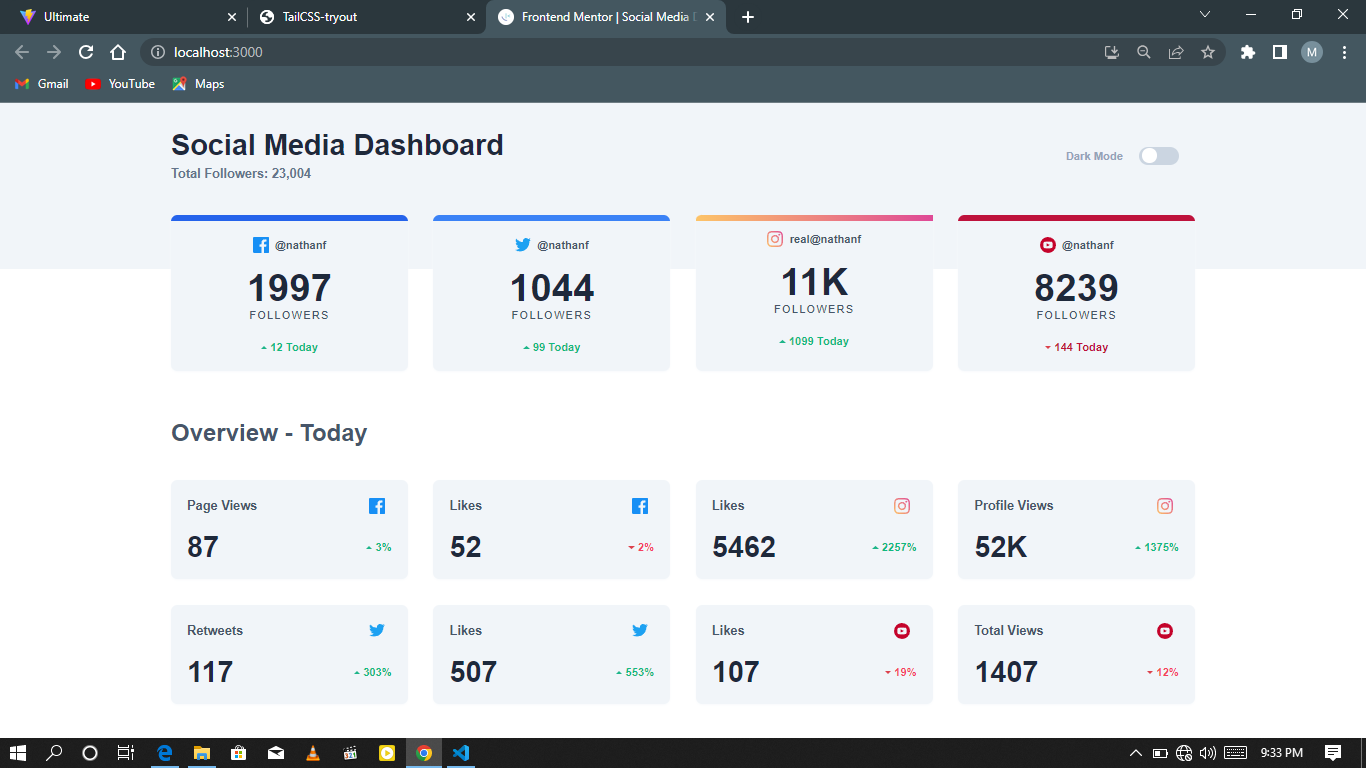 Ultimate
TailCSS-tryout
Frontend Mentor | Social Media D
localhost:3000
M
Gmail
YouTube
Maps
Social Media Dashboard
Total Followers: 23,004
Dark Mode
@nathanf
1997
FOLLOWERS
12 Today
@nathanf
1044
FOLLOWERS
99 Today
real@nathanf
11K
FOLLOWERS
1099 Today
@nathanf
8239
FOLLOWERS
144 Today
Overview - Today
Page Views
87
3%
Likes
52
2%
Likes
5462
2257%
Profile Views
52K
1375%
Retweets
117
303%
Likes
507
553%
Likes
107
19%
Total Views
1407
12%
9:33 PM